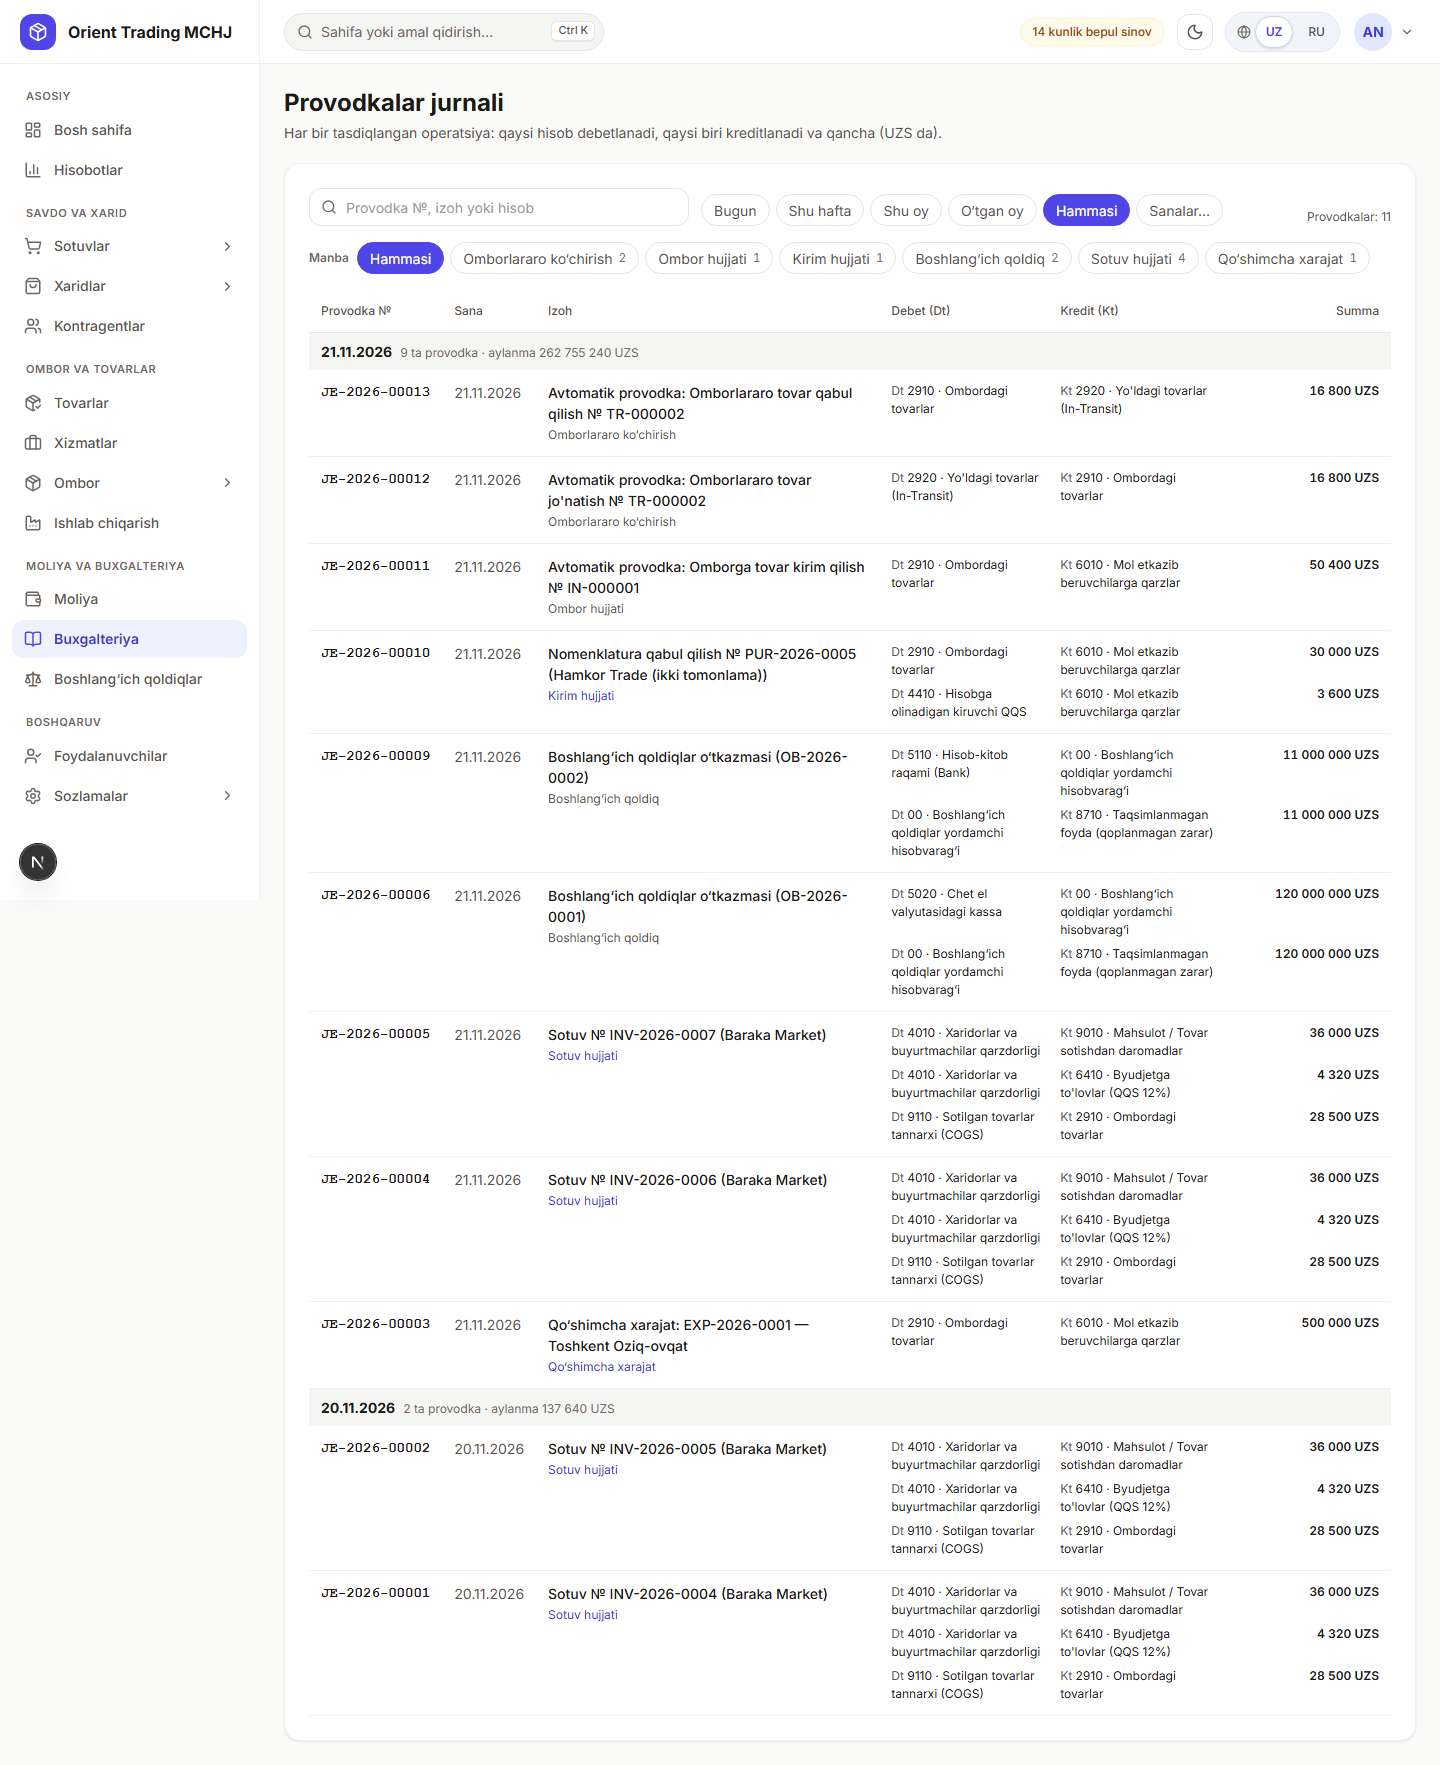 Orient Trading MCHJ
Sahifa yoki amal qidirish...
Ctrl K
14 kunlik bepul sinov
UZ
RU
AN
ASOSIY
Bosh sahifa
Hisobotlar
SAVDO VA XARID
Sotuvlar
Xaridlar
Kontragentlar
OMBOR VA TOVARLAR
Tovarlar
Xizmatlar
Ombor
Ishlab chiqarish
MOLIYA VA BUXGALTERIYA
Moliya
Buxgalteriya
Boshlang‘ich qoldiqlar
BOSHQARUV
Foydalanuvchilar
Sozlamalar
N
Provodkalar jurnali
Har bir tasdiqlangan operatsiya: qaysi hisob debetlanadi, qaysi biri kreditlanadi va qancha (UZS da).
Provodka №, izoh yoki hisob
Bugun
Shu hafta
Shu oy
O‘tgan oy
Hammasi
Sanalar...
Provodkalar: 11
Manba
Hammasi
Omborlararo ko‘chirish 2
Ombor hujjati 1
Kirim hujjati 1
Boshlang‘ich qoldiq 2
Sotuv hujjati 4
Qo‘shimcha xarajat 1
Provodka № Sana Izoh Debet (Dt) Kredit (Kt) Summa
21.11.2026 9 ta provodka · aylanma 262 755 240 UZS
JE-2026-00013 21.11.2026
Avtomatik provodka: Omborlararo tovar qabul
qilish № TR-000002
Omborlararo ko‘chirish
Dt 2910 · Ombordagi
tovarlar
Kt 2920 · Yo'ldagi tovarlar
(In-Transit)
16 800 UZS
JE-2026-00012 21.11.2026
Avtomatik provodka: Omborlararo tovar
jo'natish № TR-000002
Omborlararo ko‘chirish
Dt 2920 · Yo'ldagi tovarlar
(In-Transit)
Kt 2910 · Ombordagi
tovarlar
16 800 UZS
JE-2026-00011 21.11.2026
Avtomatik provodka: Omborga tovar kirim qilish
№ IN-000001
Ombor hujjati
Dt 2910 · Ombordagi
tovarlar
Kt 6010 · Mol etkazib
beruvchilarga qarzlar
50 400 UZS
JE-2026-00010 21.11.2026
Nomenklatura qabul qilish № PUR-2026-0005
(Hamkor Trade (ikki tomonlama))
Kirim hujjati
Dt 2910 · Ombordagi
tovarlar
Kt 6010 · Mol etkazib
beruvchilarga qarzlar
30 000 UZS
Dt 4410 · Hisobga
olinadigan kiruvchi QQS
Kt 6010 · Mol etkazib
beruvchilarga qarzlar
3 600 UZS
JE-2026-00009 21.11.2026
Boshlang‘ich qoldiqlar o‘tkazmasi (OB-2026-
0002)
Boshlang‘ich qoldiq
Dt 5110 · Hisob-kitob
raqami (Bank)
Kt 00 · Boshlang‘ich
qoldiqlar yordamchi
hisobvarag‘i
11 000 000 UZS
Dt 00 · Boshlang‘ich
qoldiqlar yordamchi
hisobvarag‘i
Kt 8710 · Taqsimlanmagan
foyda (qoplanmagan zarar)
11 000 000 UZS
JE-2026-00006 21.11.2026
Boshlang‘ich qoldiqlar o‘tkazmasi (OB-2026-
0001)
Boshlang‘ich qoldiq
Dt 5020 · Chet el
valyutasidagi kassa
Kt 00 · Boshlang‘ich
qoldiqlar yordamchi
hisobvarag‘i
120 000 000 UZS
Dt 00 · Boshlang‘ich
qoldiqlar yordamchi
hisobvarag‘i
Kt 8710 · Taqsimlanmagan
foyda (qoplanmagan zarar)
120 000 000 UZS
JE-2026-00005 21.11.2026
Sotuv № INV-2026-0007 (Baraka Market)
Sotuv hujjati
Dt 4010 · Xaridorlar va
buyurtmachilar qarzdorligi
Kt 9010 · Mahsulot / Tovar
sotishdan daromadlar
36 000 UZS
Dt 4010 · Xaridorlar va
buyurtmachilar qarzdorligi
Kt 6410 · Byudjetga
to'lovlar (QQS 12%)
4 320 UZS
Dt 9110 · Sotilgan tovarlar
tannarxi (COGS)
Kt 2910 · Ombordagi
tovarlar
28 500 UZS
JE-2026-00004 21.11.2026
Sotuv № INV-2026-0006 (Baraka Market)
Sotuv hujjati
Dt 4010 · Xaridorlar va
buyurtmachilar qarzdorligi
Kt 9010 · Mahsulot / Tovar
sotishdan daromadlar
36 000 UZS
Dt 4010 · Xaridorlar va
buyurtmachilar qarzdorligi
Kt 6410 · Byudjetga
to'lovlar (QQS 12%)
4 320 UZS
Dt 9110 · Sotilgan tovarlar
tannarxi (COGS)
Kt 2910 · Ombordagi
tovarlar
28 500 UZS
JE-2026-00003 21.11.2026
Qo‘shimcha xarajat: EXP-2026-0001 —
Toshkent Oziq-ovqat
Qo‘shimcha xarajat
Dt 2910 · Ombordagi
tovarlar
Kt 6010 · Mol etkazib
beruvchilarga qarzlar
500 000 UZS
20.11.2026 2 ta provodka · aylanma 137 640 UZS
JE-2026-00002 20.11.2026
Sotuv № INV-2026-0005 (Baraka Market)
Sotuv hujjati
Dt 4010 · Xaridorlar va
buyurtmachilar qarzdorligi
Kt 9010 · Mahsulot / Tovar
sotishdan daromadlar
36 000 UZS
Dt 4010 · Xaridorlar va
buyurtmachilar qarzdorligi
Kt 6410 · Byudjetga
to'lovlar (QQS 12%)
4 320 UZS
Dt 9110 · Sotilgan tovarlar
tannarxi (COGS)
Kt 2910 · Ombordagi
tovarlar
28 500 UZS
JE-2026-00001 20.11.2026
Sotuv № INV-2026-0004 (Baraka Market)
Sotuv hujjati
Dt 4010 · Xaridorlar va
buyurtmachilar qarzdorligi
Kt 9010 · Mahsulot / Tovar
sotishdan daromadlar
36 000 UZS
Dt 4010 · Xaridorlar va
buyurtmachilar qarzdorligi
Kt 6410 · Byudjetga
to'lovlar (QQS 12%)
4 320 UZS
Dt 9110 · Sotilgan tovarlar
tannarxi (COGS)
Kt 2910 · Ombordagi
tovarlar
28 500 UZS